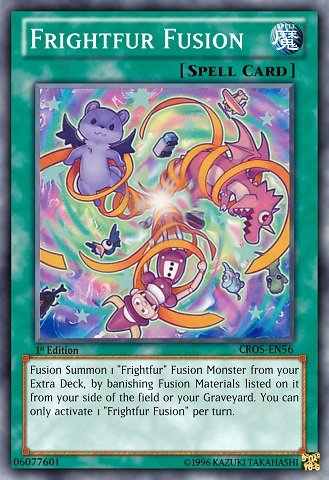 Frightfur Fusion
魔
[Spell Card]
1st Edition
CROS-EN56
Fusion Summon 1 "Frightfur" Fusion Monster from your
Extra Deck, by banishing Fusion Materials listed on it
from your side of the field or your Graveyard. You can
only activate 1 "Frightfur Fusion" per turn.
06077601
©1996 KAZUKI TAKAHASHI